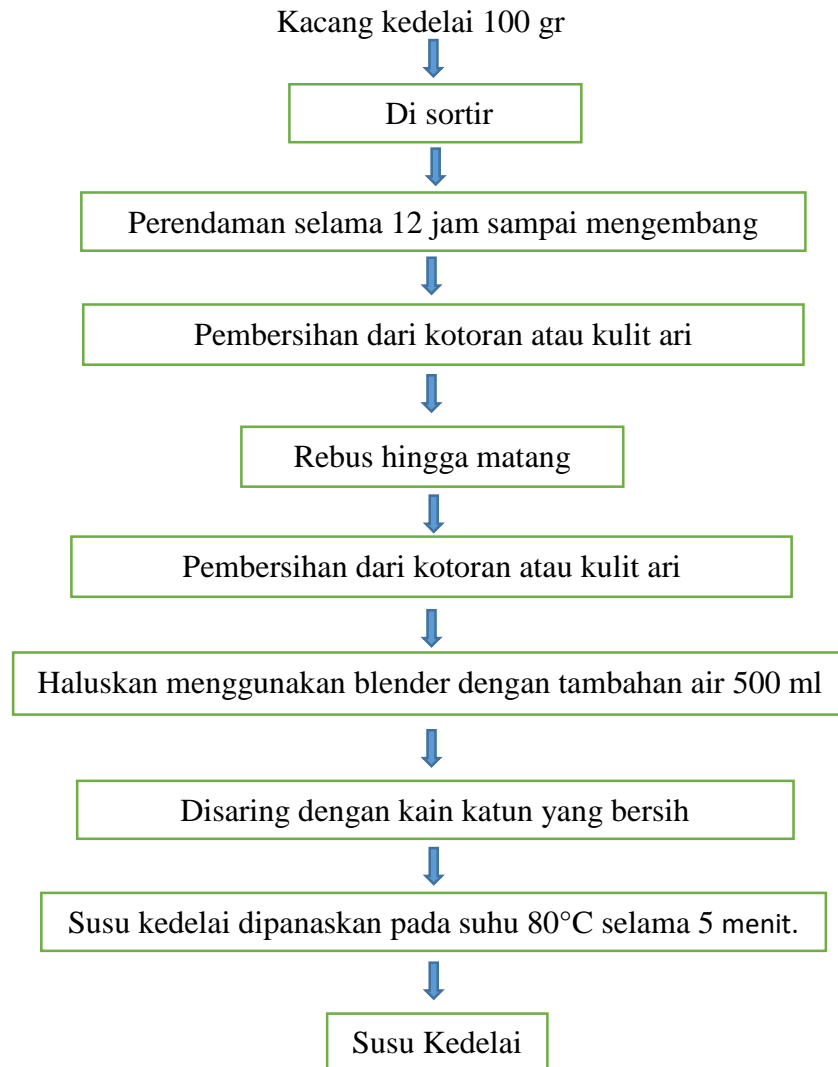 Kacang kedelai 100 gr
Di sortir
Perendaman selama 12 jam sampai mengembang
Pembersihan dari kotoran atau kulit ari
Rebus hingga matang
Pembersihan dari kotoran atau kulit ari
Haluskan menggunakan blender dengan tambahan air 500 ml
Disaring dengan kain katun yang bersih
Susu kedelai dipanaskan pada suhu 80°C selama 5 menit.
Susu Kedelai